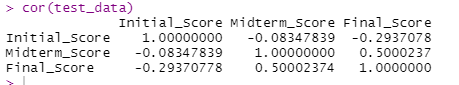 > cor(test_data)
Initial_Score Midterm_Score Final_Score
Initial_Score 1.00000000 -0.08347839 -0.2937078
Midterm_Score -0.08347839 1.00000000 0.5000237
Final_Score -0.29370778 0.50002374 1.0000000
>